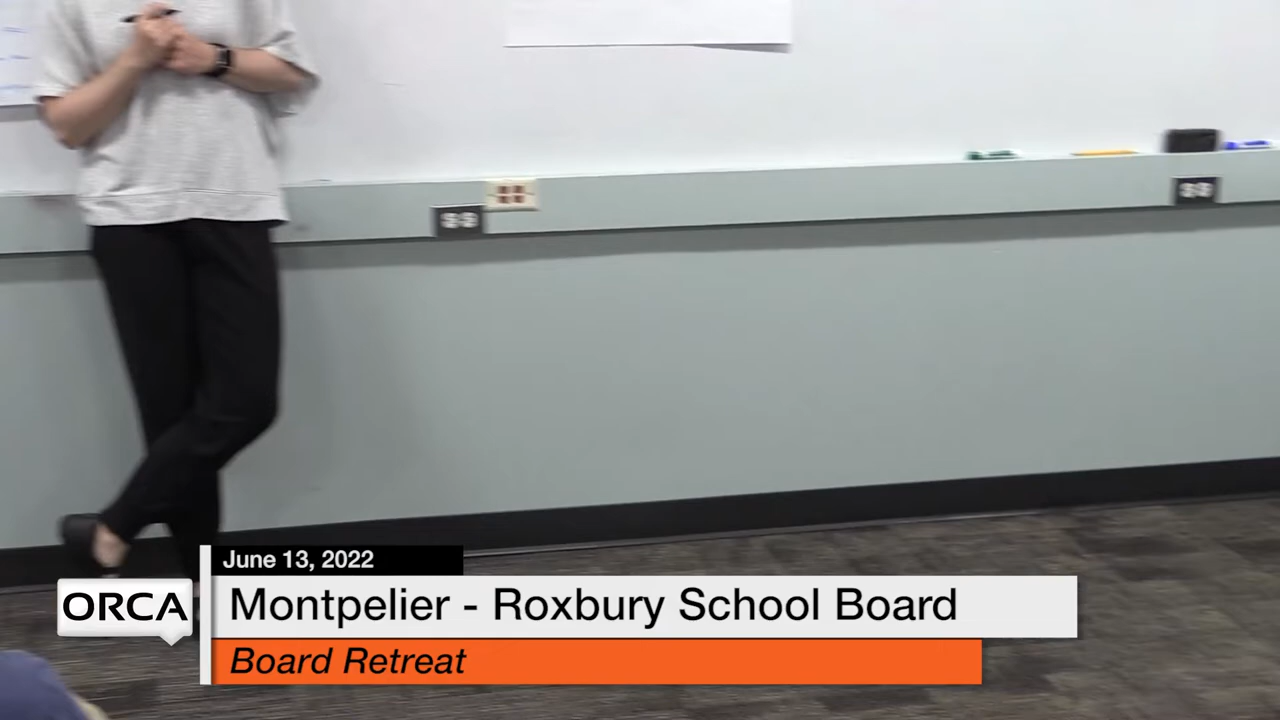 June 13, 2022
ORCA
Montpelier - Roxbury School Board
Board Retreat